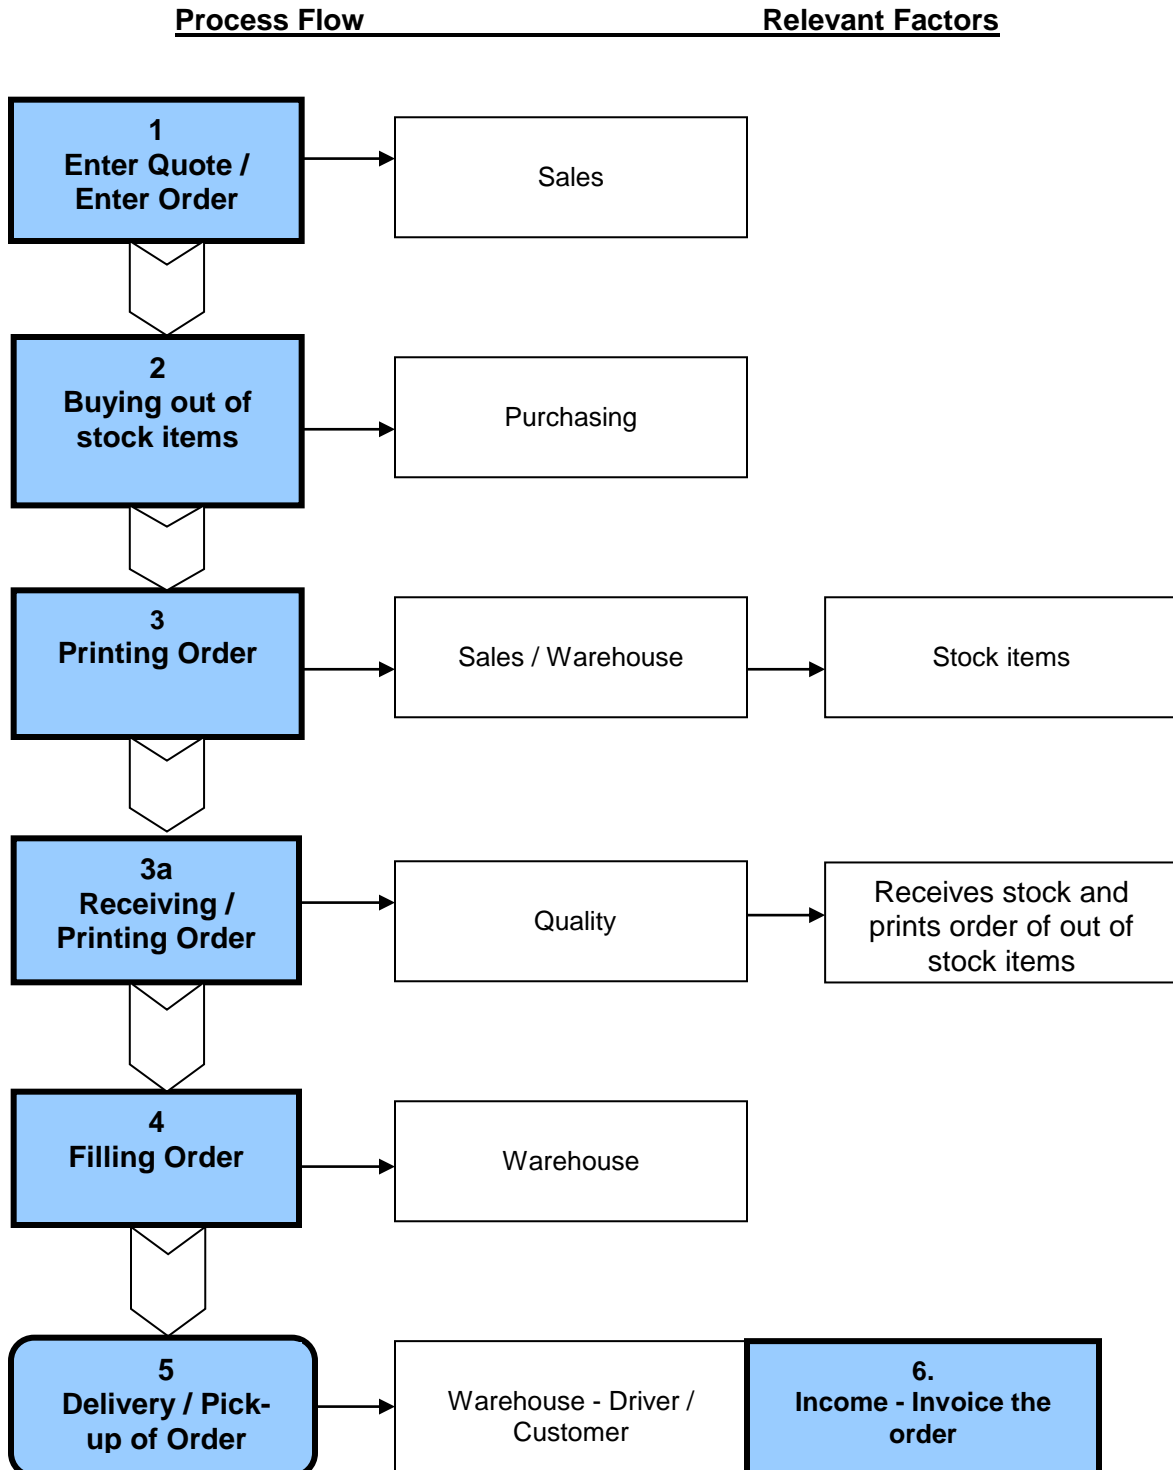 Process Flow Relevant Factors
1
Enter Quote /
Enter Order
Sales
2
Buying out of
stock items
Purchasing
3
Printing Order
Sales / Warehouse
Stock items
3a
Receiving /
Printing Order
Quality
Receives stock and
prints order of out of
stock items
4
Filling Order
Warehouse
5
Delivery / Pick-
up of Order
Warehouse - Driver /
Customer
6.
Income - Invoice the
order